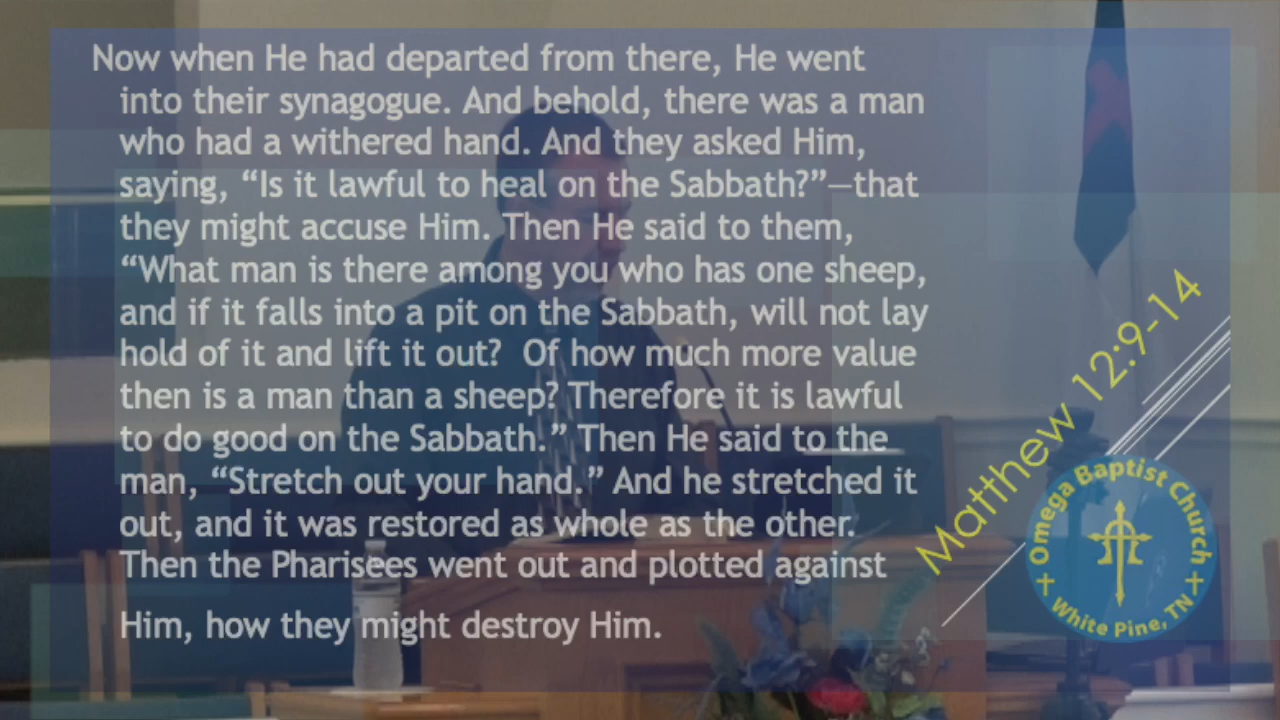 Now when He had departed from there, He went
into their synagogue. And behold, there was a man
who had a withered hand. And they asked Him,
saying, “Is it lawful to heal on the Sabbath?”—that
they might accuse Him. Then He said to them,
“What man is there among you who has one sheep,
and if it falls into a pit on the Sabbath, will not lay
hold of it and lift it out?  Of how much more value
then is a man than a sheep? Therefore it is lawful
to do good on the Sabbath.” Then He said to the
man, “Stretch out your hand.” And he stretched it
out, and it was restored as whole as the other.
Then the Pharisees went out and plotted against
Him, how they might destroy Him.
Matthew 12:9-14
Omega Baptist Church
White Pine, TN